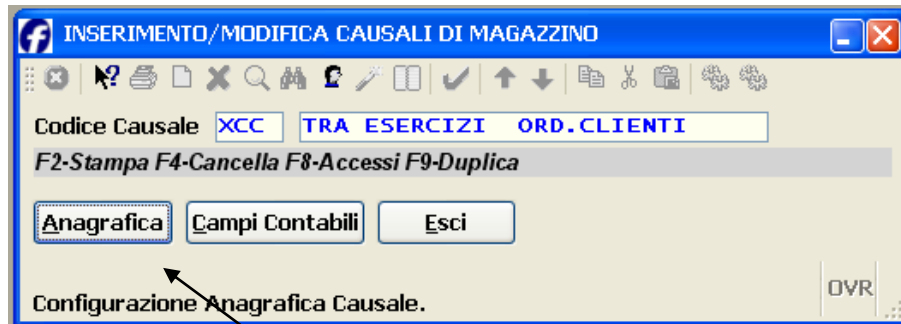 INSERIMENTO/MODIFICA CAUSALI DI MAGAZZINO
Codice Causale XCC TRA ESERCIZI ORD.CLIENTI
F2-Stampa F4-Cancella F8-Accessi F9-Duplica
Anagrafica Campi Contabili Esci
Configurazione Anagrafica Causale. OVR